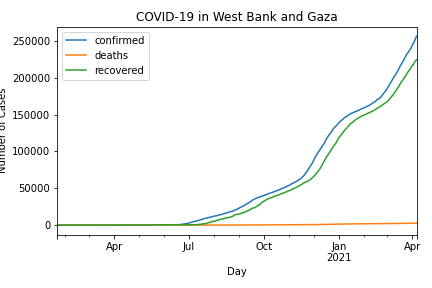 COVID-19 in West Bank and Gaza
confirmed
deaths
recovered
250000
200000
150000
100000
50000
0
Number of Cases
Apr
Jul
Oct
Jan
2021
Apr
Day